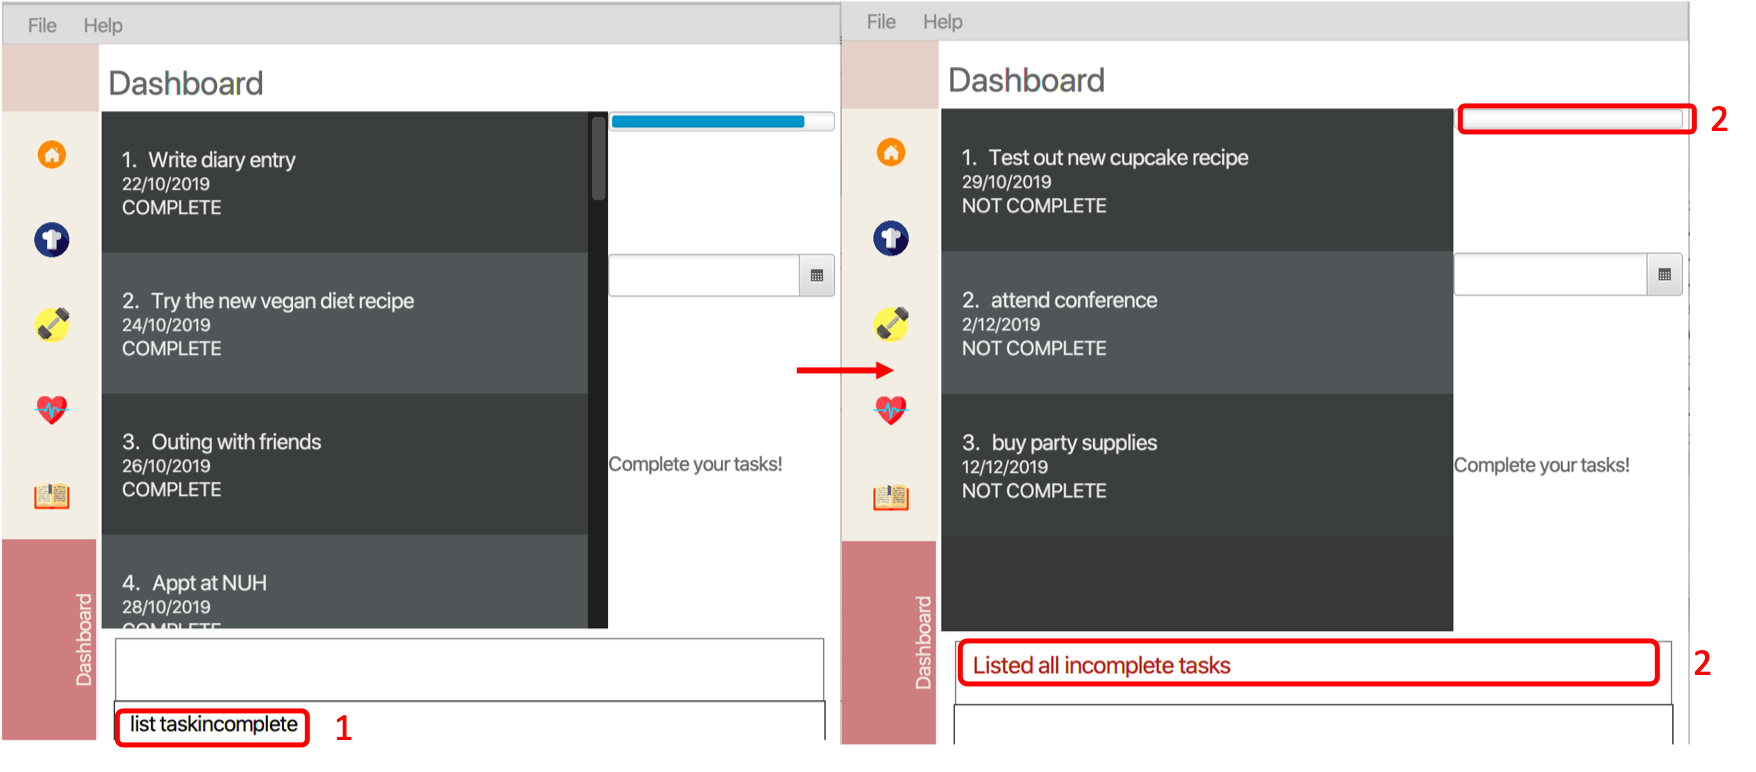 File Help
Dashboard
1. Write diary entry
22/10/2019
COMPLETE
2. Try the new vegan diet recipe
24/10/2019
COMPLETE
3. Outing with friends
26/10/2019
COMPLETE
Complete your tasks!
4. Appt at NUH
28/10/2019
COMPLETE
Dashboard
list taskincomplete
1
File Help
Dashboard
2
1. Test out new cupcake recipe
29/10/2019
NOT COMPLETE
2. attend conference
2/12/2019
NOT COMPLETE
3. buy party supplies
12/12/2019
NOT COMPLETE
Complete your tasks!
Dashboard
Listed all incomplete tasks
2